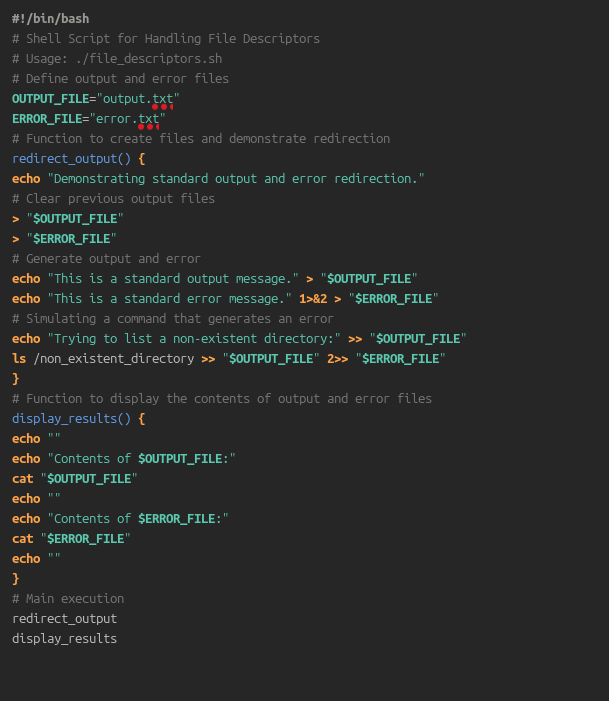 #!/bin/bash
# Shell Script for Handling File Descriptors
# Usage: ./file_descriptors.sh
# Define output and error files
OUTPUT_FILE="output.txt"
ERROR_FILE="error.txt"
# Function to create files and demonstrate redirection
redirect_output() {
echo "Demonstrating standard output and error redirection."
# Clear previous output files
> "$OUTPUT_FILE"
> "$ERROR_FILE"
# Generate output and error
echo "This is a standard output message." > "$OUTPUT_FILE"
echo "This is a standard error message." 1>&2 > "$ERROR_FILE"
# Simulating a command that generates an error
echo "Trying to list a non-existent directory:" >> "$OUTPUT_FILE"
ls /non_existent_directory >> "$OUTPUT_FILE" 2>> "$ERROR_FILE"
}
# Function to display the contents of output and error files
display_results() {
echo ""
echo "Contents of $OUTPUT_FILE:"
cat "$OUTPUT_FILE"
echo ""
echo "Contents of $ERROR_FILE:"
cat "$ERROR_FILE"
echo ""
}
# Main execution
redirect_output
display_results